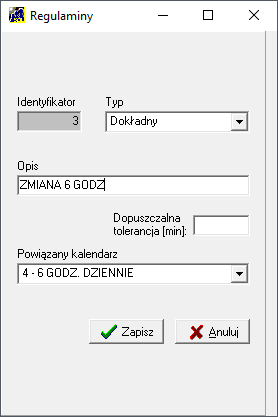 Regulaminy
Identyfikator Typ
3 Dokładny
Opis
ZMIANA 6 GODZ
Dopuszczalna
tolerancja [min]:
Powiązany kalendarz
4 - 6 GODZ. DZIENNIE
Zapisz Anuluj